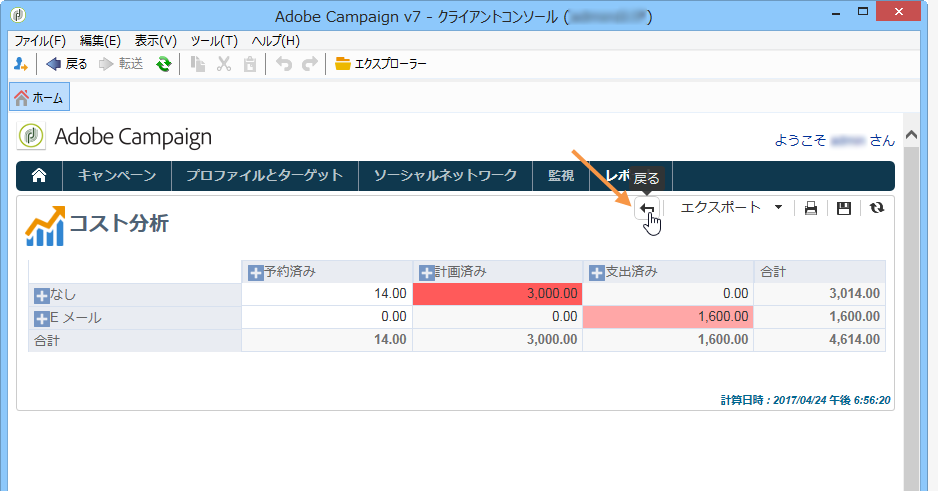 Adobe Campaign v7 - クライアントコンソール ( )
ファイル(F) 編集(E) 表示(V) ツール(T) ヘルプ(H)
戻る 転送 エクスプローラー
ホーム
Adobe Campaign
ようこそ さん
キャンペーン プロファイルとターゲット ソーシャルネットワーク 監視 レポ
戻る
エクスポート
コスト分析
予約済み 計画済み 支出済み 合計
なし 14.00 3,000.00 0.00 3,014.00
E メール 0.00 0.00 1,600.00 1,600.00
合計 14.00 3,000.00 1,600.00 4,614.00
計算日時 : 2017/04/24 午後 6:56:20